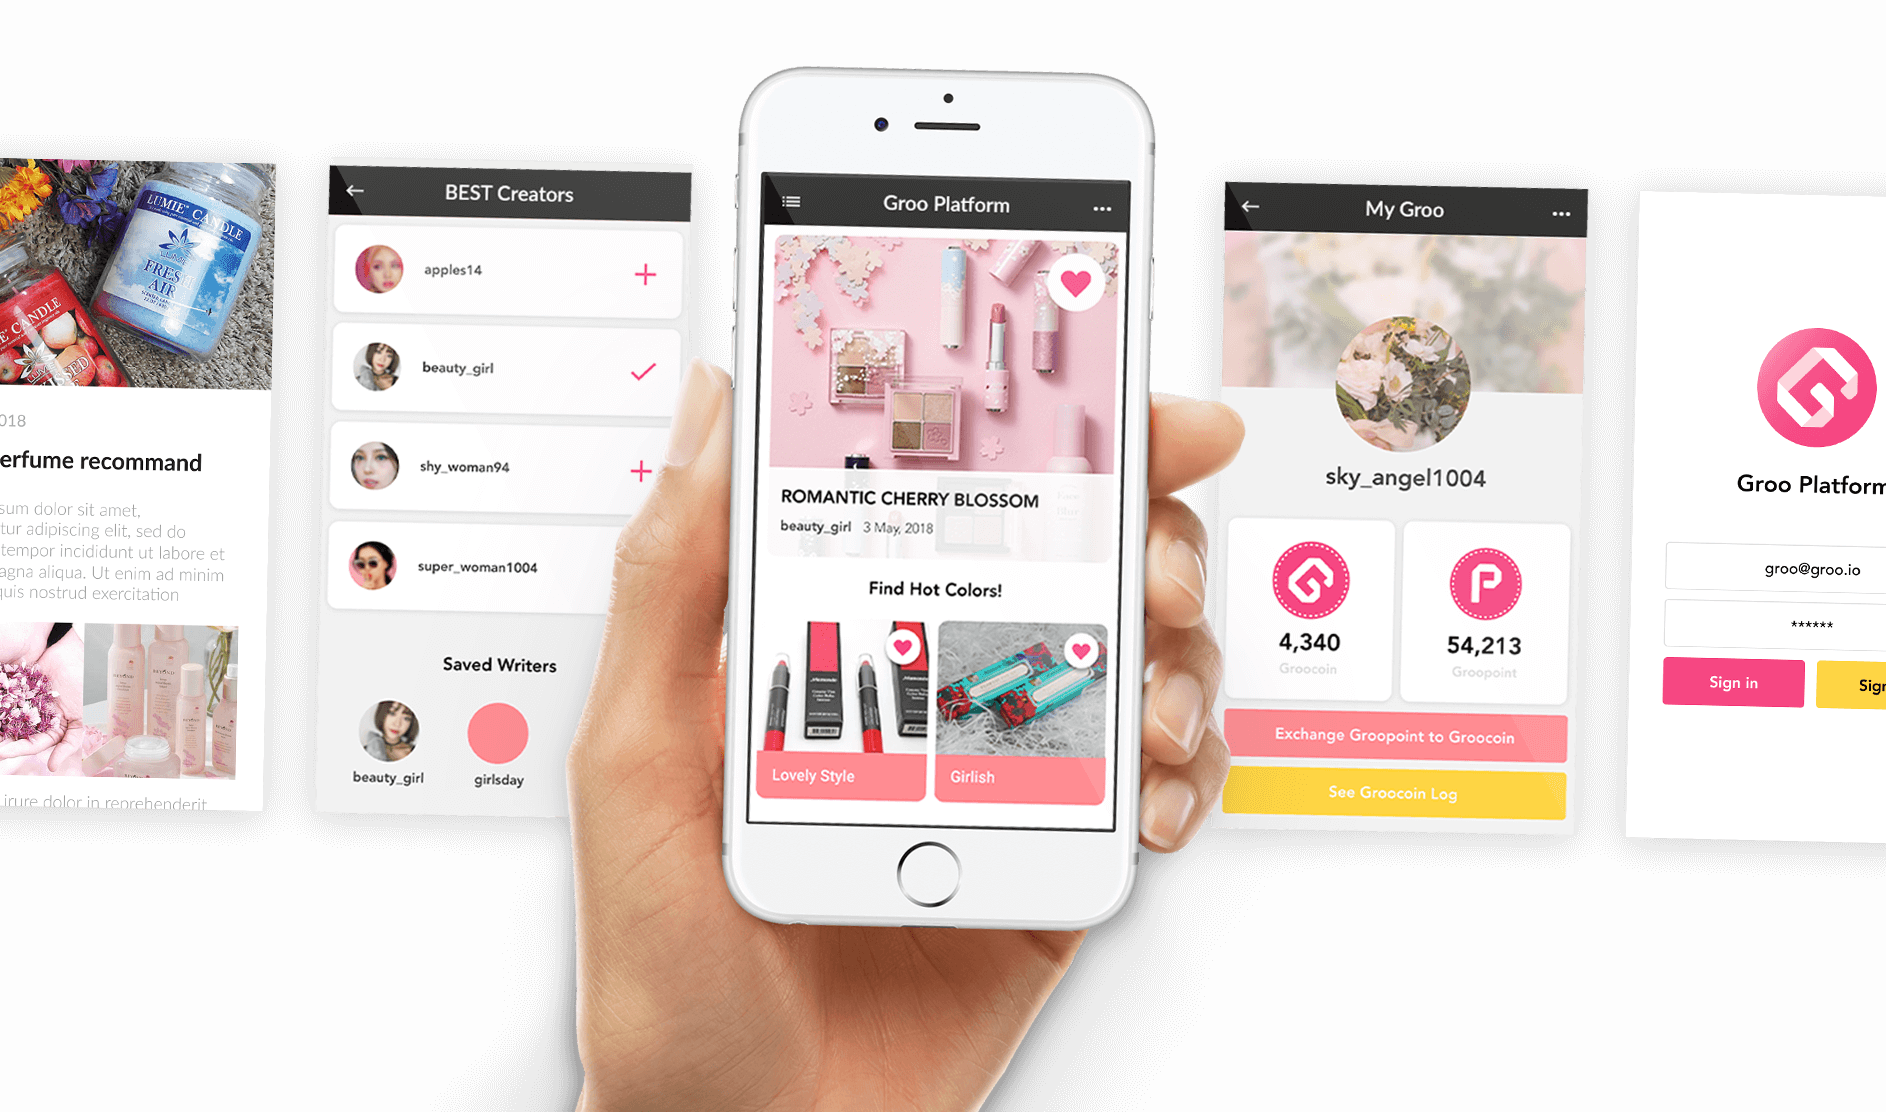 LUMIE™ CANDLE
FRESH
AIR
CANDLE
018
erfume recommand
sum dolor sit amet,
tur adipiscing elit, sed do
tempor incididunt ut labore et
agna aliqua. Ut enim ad minim
quis nostrud exercitation
irure dolor in reprehenderit
BEST Creators
apples14
beauty_girl
shy_woman94
super_woman1004
Saved Writers
beauty_girl
girlsday
Groo Platform
ROMANTIC CHERRY BLOSSOM
beauty_girl 3 May, 2018
Find Hot Colors!
Lovely Style
Girlish
My Groo
sky_angel1004
4,340
Groocoin
P
54,213
Groopoint
Exchange Groopoint to Groocoin
See Groocoin Log
G
Groo Platform
groo@groo.io
******
Sign in
Sign